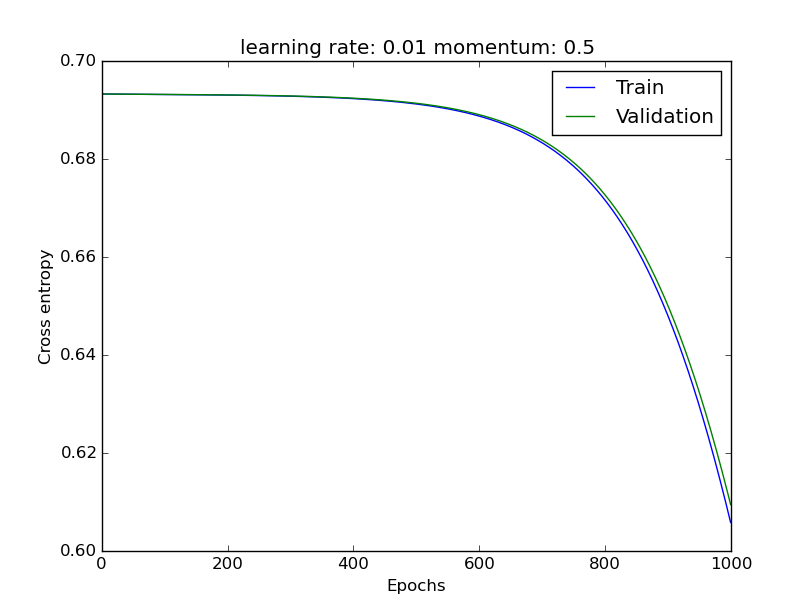 learning rate: 0.01 momentum: 0.5
0.70
Train
Validation
0.68
0.66
Cross entropy
0.64
0.62
0.60
0 200 400 600 800 1000
Epochs